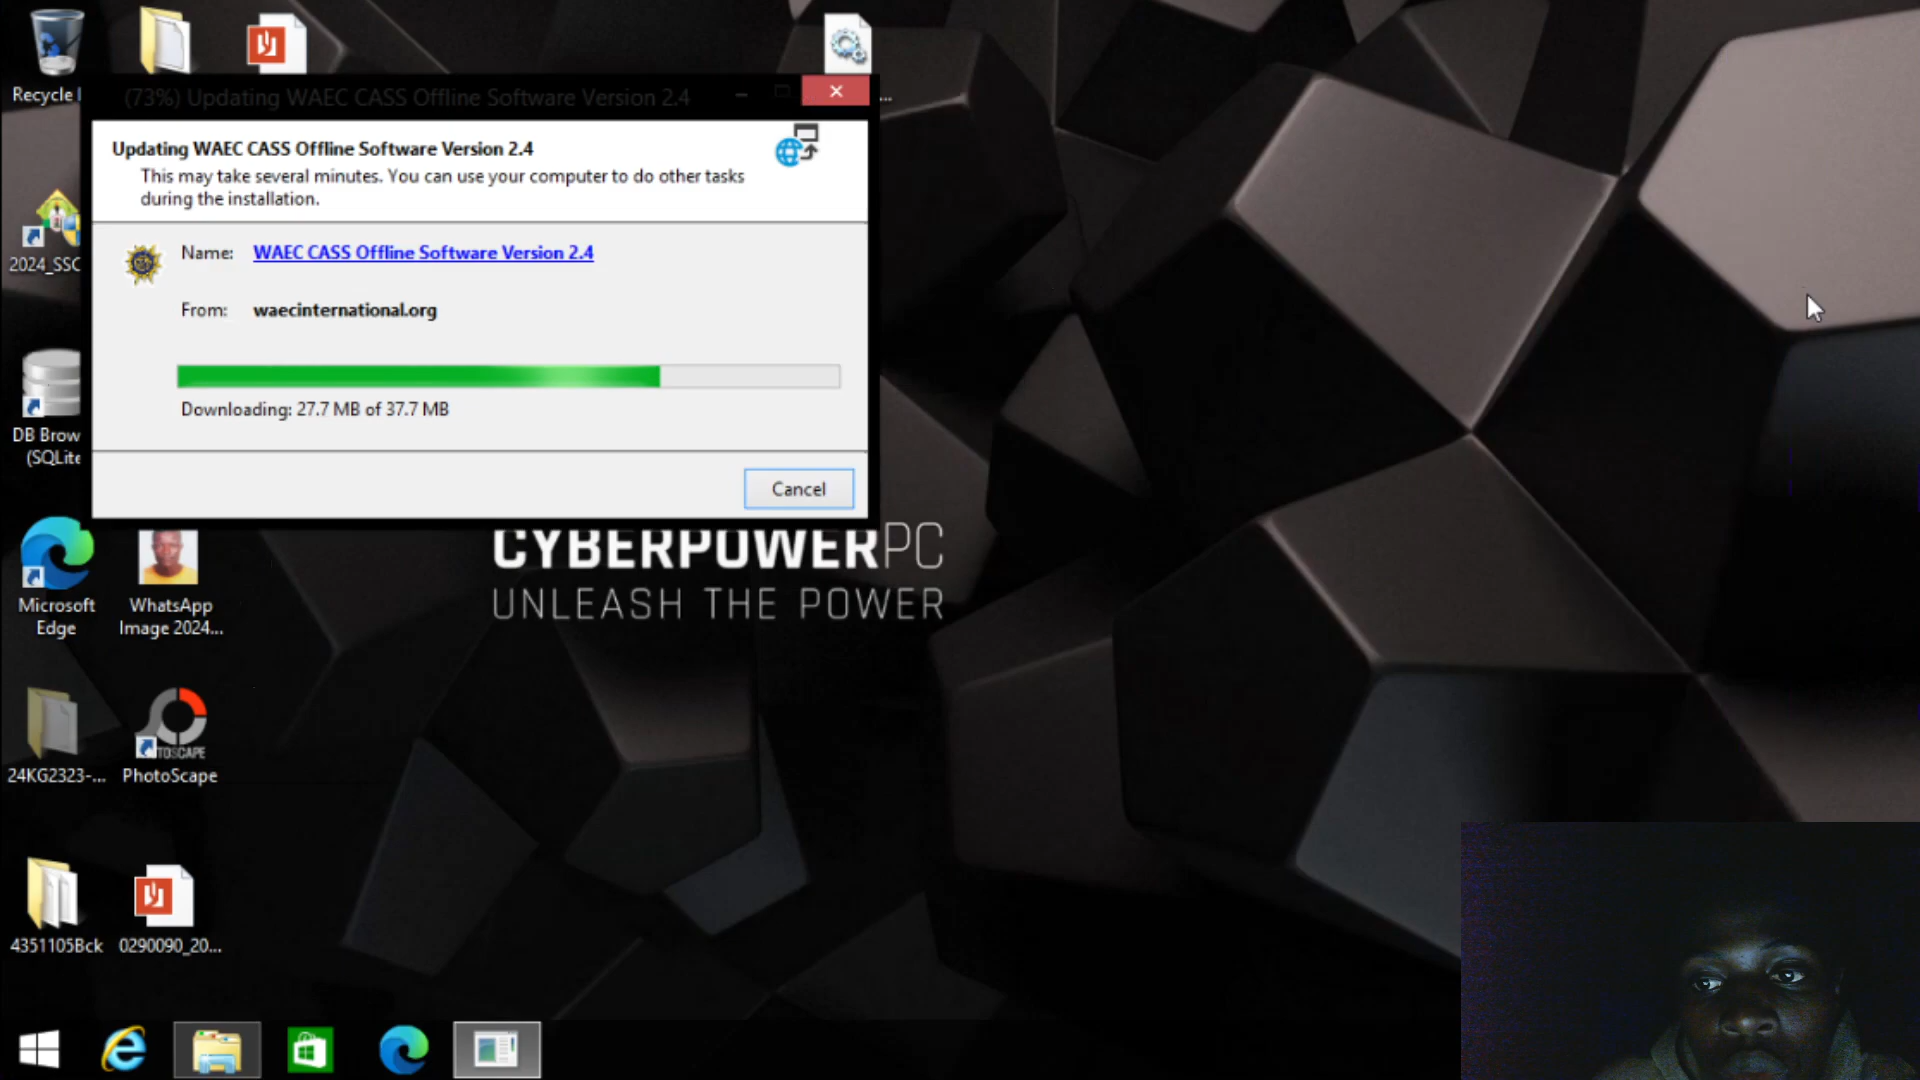 Recycle
(73%) Updating WAEC CASS Offline Software Version 2.4
...
Updating WAEC CASS Offline Software Version 2.4
This may take several minutes. You can use your computer to do other tasks
during the installation.
Name: WAEC CASS Offline Software Version 2.4
From: waecinternational.org
Downloading: 27.7 MB of 37.7 MB
Cancel
2024_SSC
DB Brow
(SQLite
CYBERPOWERPC
UNLEASH THE POWER
Microsoft
Edge
WhatsApp
Image 2024...
24KG2323-...
TOSCAPE
PhotoScape
4351105Bck
0290090_20...